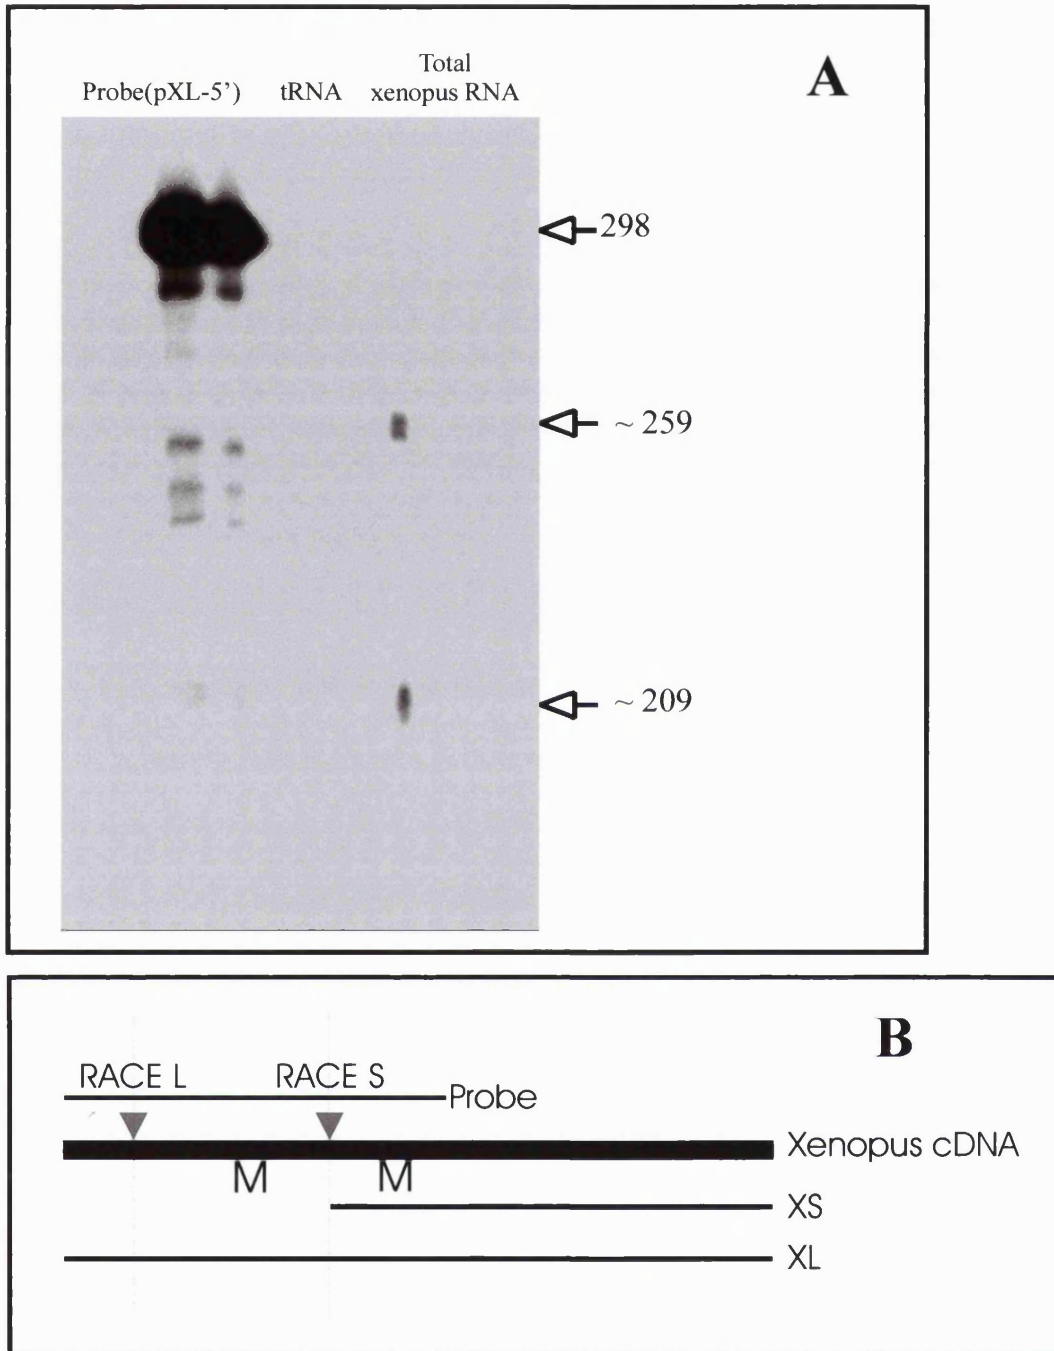 A
Total
Probe(pXL-5’) tRNA xenopus RNA
298
~ 259
~ 209
B
RACE L RACE S
Probe
Xenopus cDNA
M M
XS
XL